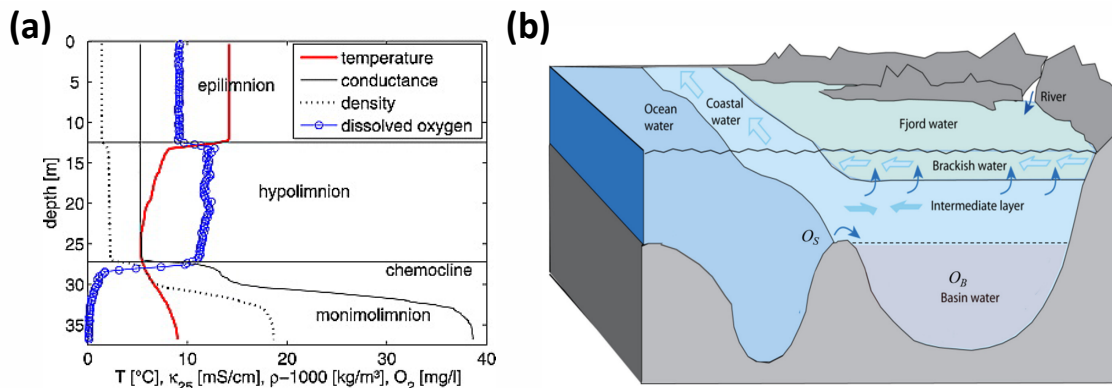 (a)
0
5
10
15
20
25
30
35
depth [m]
temperature
conductance
density
dissolved oxygen
epilimnion
hypolimnion
chemocline
monimolimnion
0
10
20
30
40
T [°C], κ₂₅ [mS/cm], ρ−1000 [kg/m³], O₂ [mg/l]
(b)
Ocean
water
Coastal
water
River
Fjord water
Brackish water
Intermediate layer
O_S
O_B
Basin water